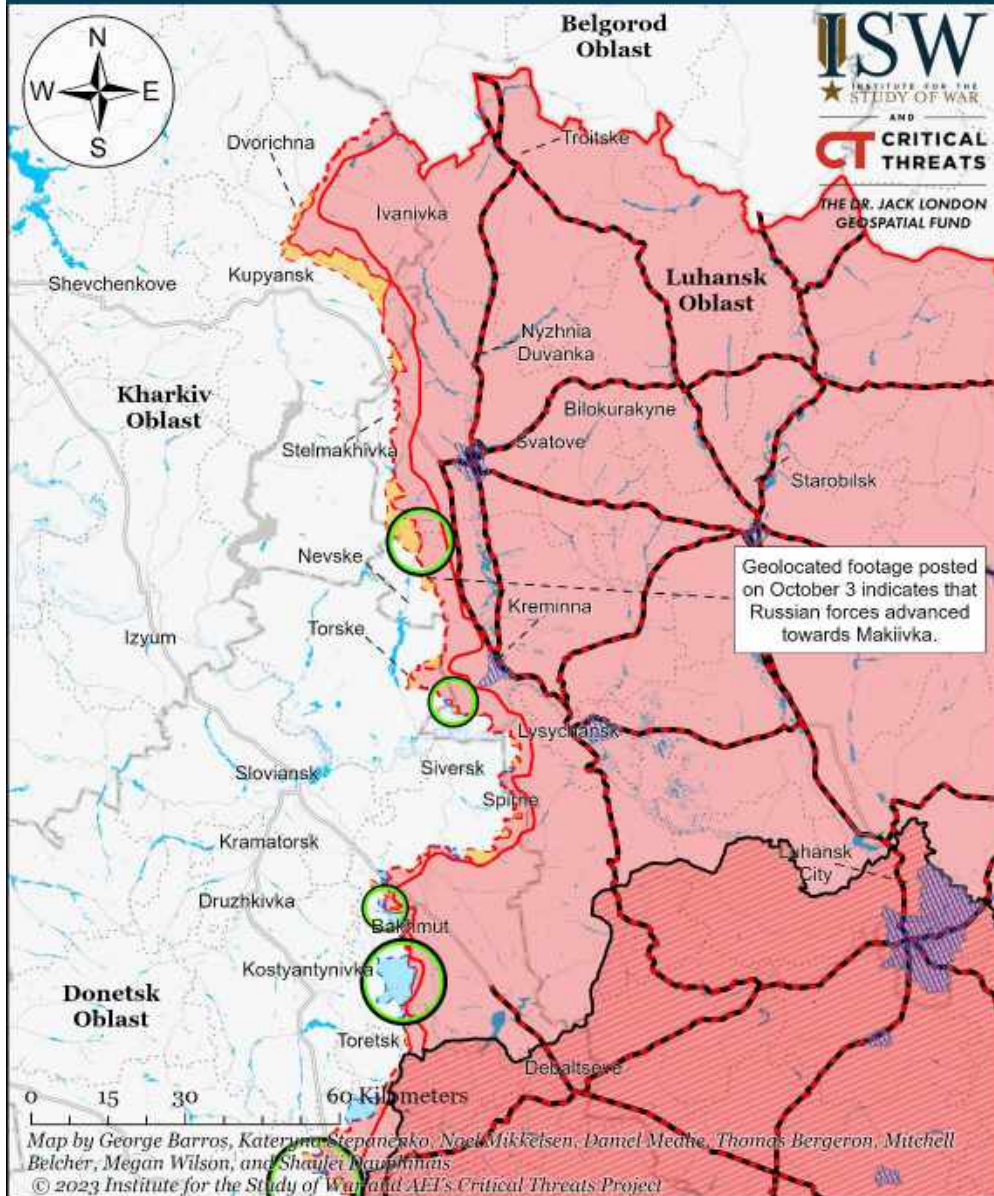 Belgorod
Oblast
ISW
INSTITUTE FOR THE
STUDY OF WAR
AND
CT CRITICAL
THREATS
THE DR. JACK LONDON
GEOSPATIAL FUND
N
W E
S
Dvorichna
Troitske
Ivanivka
Shevchenkove
Kupyansk
Luhansk
Oblast
Nyzhnia
Duvanka
Kharkiv
Oblast
Bilokurakyne
Stelmakhivka
Svatove
Starobilsk
Nevske
Geolocated footage posted
on October 3 indicates that
Russian forces advanced
towards Makiivka.
Kreminna
Torske
Izyum
Lysychansk
Sloviansk
Siversk
Spirne
Kramatorsk
Luhansk
City
Druzhkivka
Bakhmut
Kostyantynivka
Donetsk
Oblast
Toretsk
Debaltseve
0 15 30 60 Kilometers
Map by George Barros, Kateryna Stepanenko, Noel Mikkelsen, Daniel Mealie, Thomas Bergeron, Mitchell
Belcher, Megan Wilson, and Shaylei Dauphinais
© 2023 Institute for the Study of War and AEI's Critical Threats Project